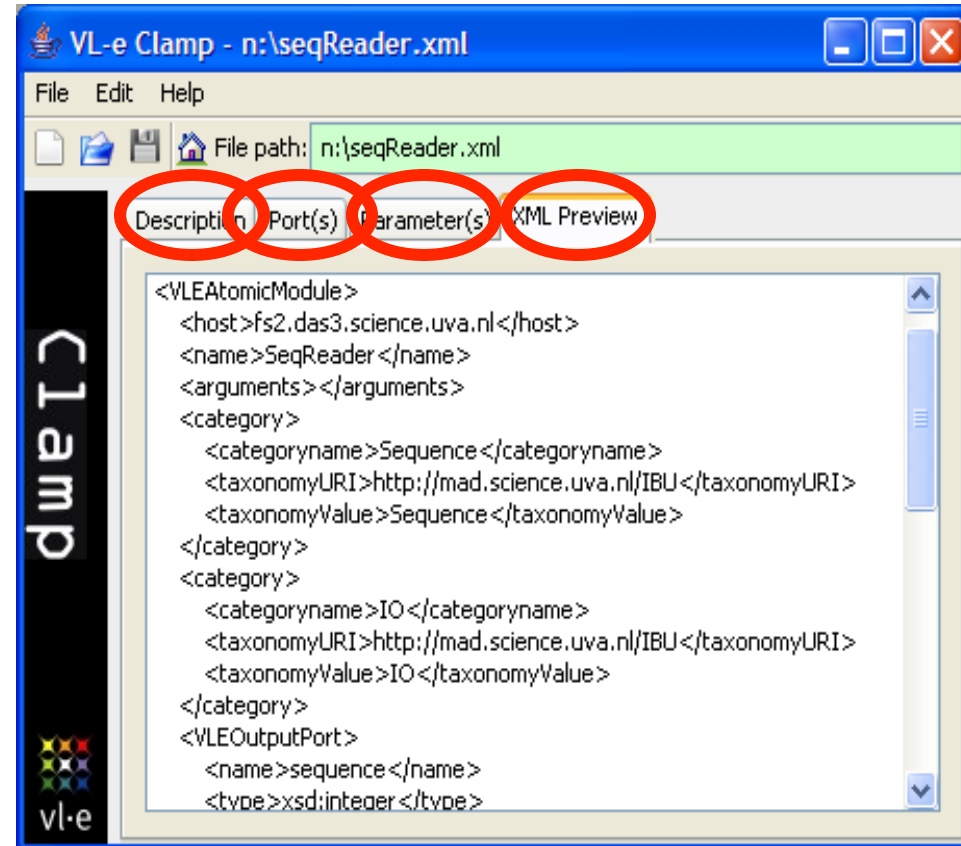 VL-e Clamp - n:\seqReader.xml
File Edit Help
File path: n:\seqReader.xml
Description Port(s) Parameter(s) XML Preview
<VLEAtomicModule>
<host>fs2.das3.science.uva.nl</host>
<name>SeqReader</name>
<arguments></arguments>
<category>
<categoryname>Sequence</categoryname>
<taxonomyURI>http://mad.science.uva.nl/IBU</taxonomyURI>
<taxonomyValue>Sequence</taxonomyValue>
</category>
<category>
<categoryname>IO</categoryname>
<taxonomyURI>http://mad.science.uva.nl/IBU</taxonomyURI>
<taxonomyValue>IO</taxonomyValue>
</category>
<VLEOutputPort>
<name>sequence</name>
<type>xsd:integer</type>
Clamp
vl·e